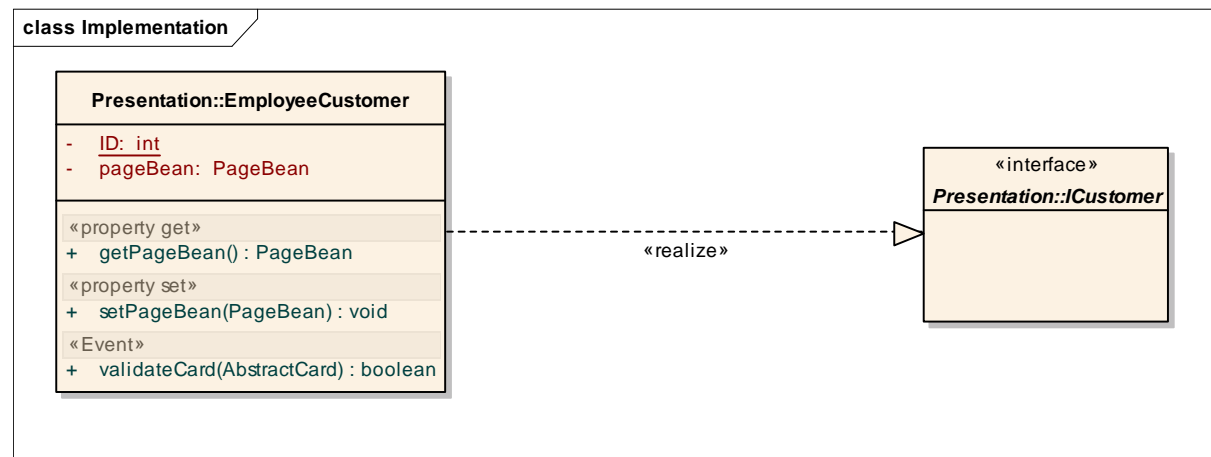 class Implementation
Presentation::EmployeeCustomer
- ID: int
- pageBean: PageBean
«property get»
+ getPageBean() : PageBean
«property set»
+ setPageBean(PageBean) : void
«Event»
+ validateCard(AbstractCard) : boolean
«realize»
«interface»
Presentation::ICustomer